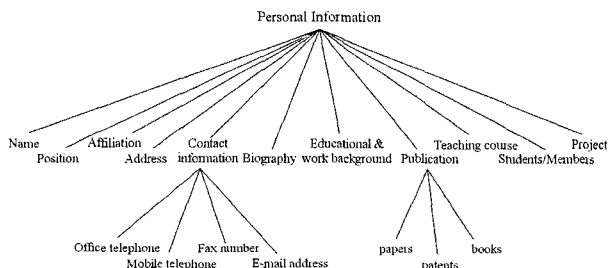 Personal Information
Name
Position
Affiliation
Address
Contact
information
Biography
Educational &
work background
Publication
Teaching course
Students/Members
Project
Office telephone
Mobile telephone
Fax number
E-mail address
papers
patents
books